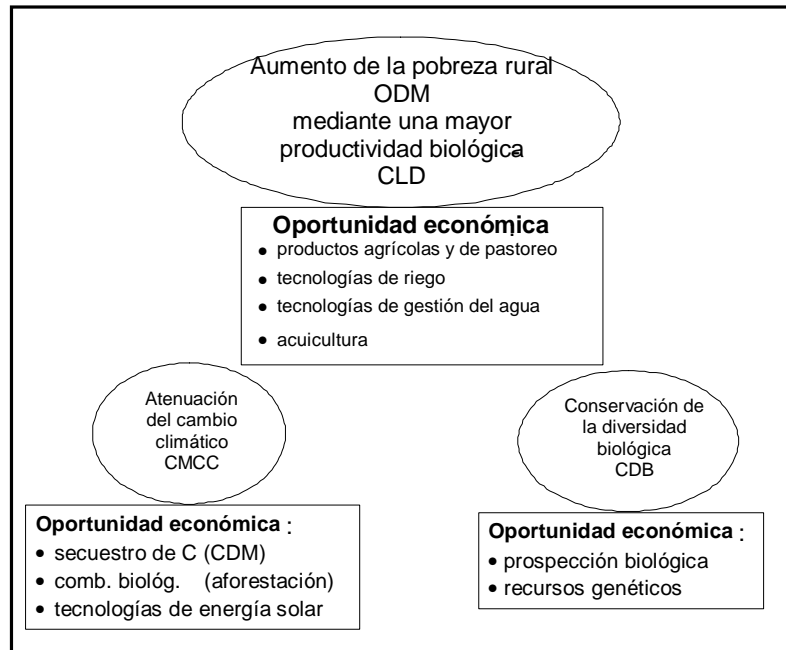 Aumento de la pobreza rural
ODM
mediante una mayor
productividad biológica
CLD
Oportunidad económica
• productos agrícolas y de pastoreo
• tecnologías de riego
• tecnologías de gestión del agua
• acuicultura
Atenuación
del cambio
climático
CMCC
Oportunidad económica :
• secuestro de C (CDM)
• comb. biológ. (aforestación)
• tecnologías de energía solar
Conservación de
la diversidad
biológica
CDB
Oportunidad económica :
• prospección biológica
• recursos genéticos